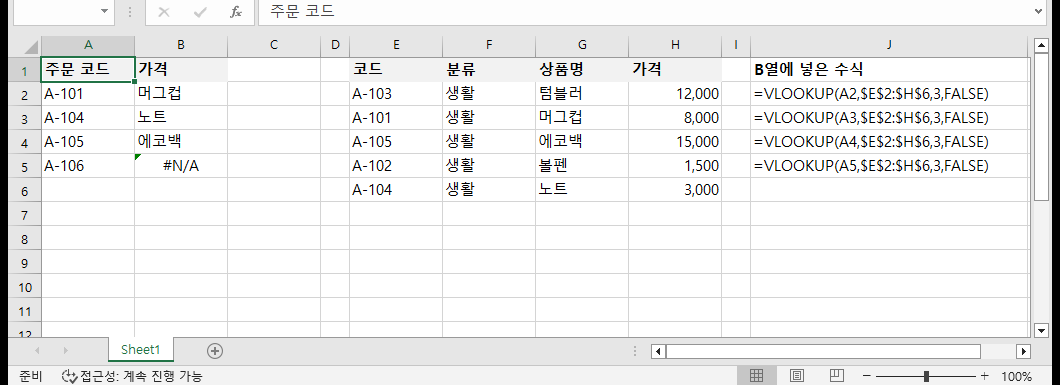 fx 주문 코드
A B C D E F G H I J
1 주문 코드 가격 코드 분류 상품명 가격 B열에 넣은 수식
2 A-101 머그컵 A-103 생활 텀블러 12,000 =VLOOKUP(A2,$E$2:$H$6,3,FALSE)
3 A-104 노트 A-101 생활 머그컵 8,000 =VLOOKUP(A3,$E$2:$H$6,3,FALSE)
4 A-105 에코백 A-105 생활 에코백 15,000 =VLOOKUP(A4,$E$2:$H$6,3,FALSE)
5 A-106 #N/A A-102 생활 볼펜 1,500 =VLOOKUP(A5,$E$2:$H$6,3,FALSE)
6 A-104 생활 노트 3,000
7
8
9
10
11
12
Sheet1
준비 접근성: 계속 진행 가능 100%